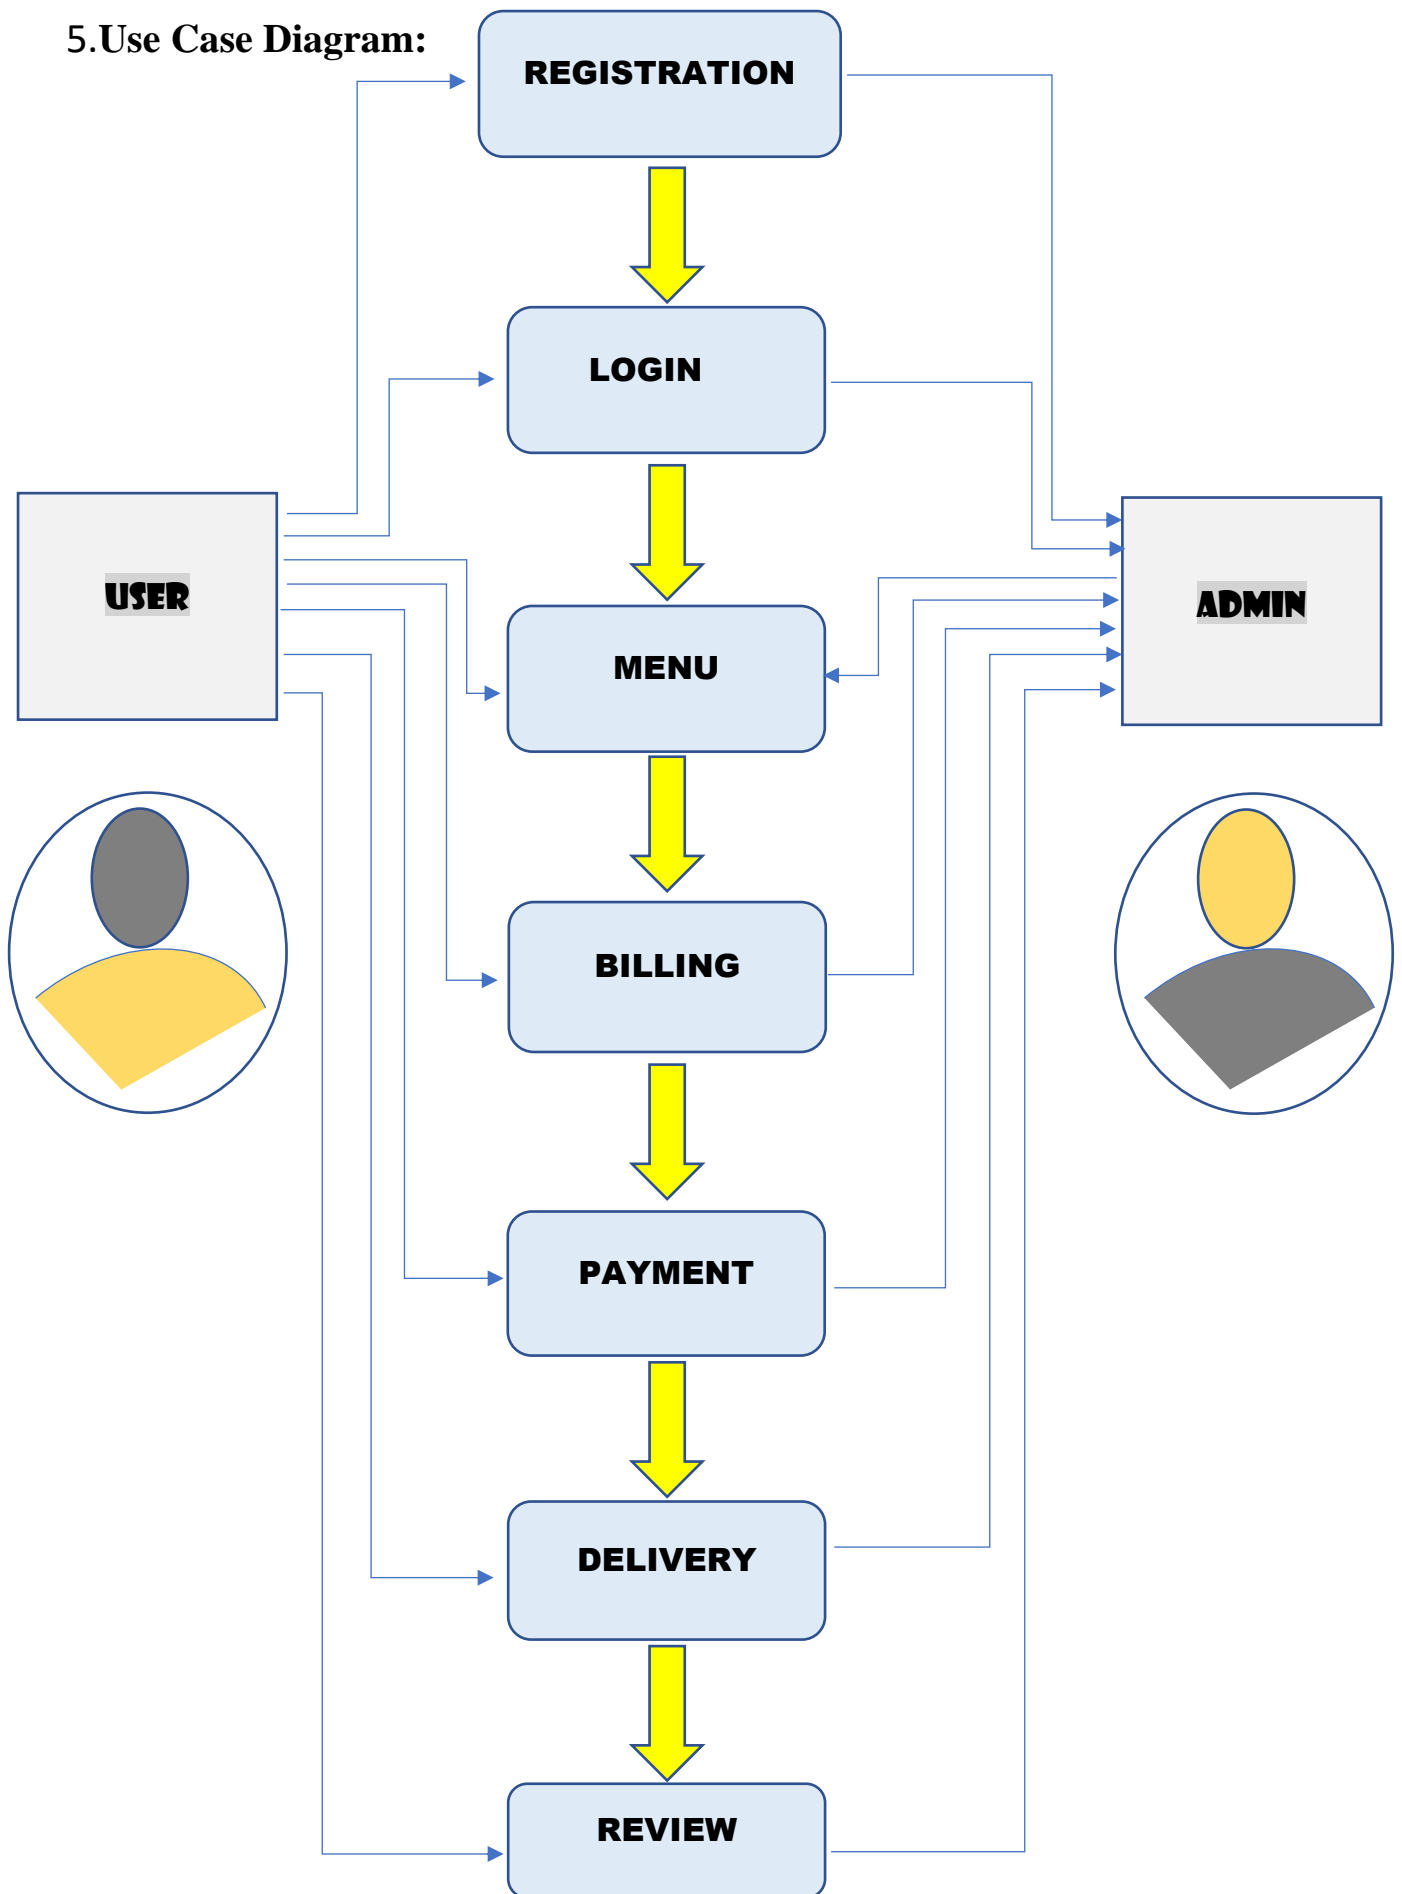 5.Use Case Diagram:
REGISTRATION
LOGIN
USER
ADMIN
MENU
BILLING
PAYMENT
DELIVERY
REVIEW